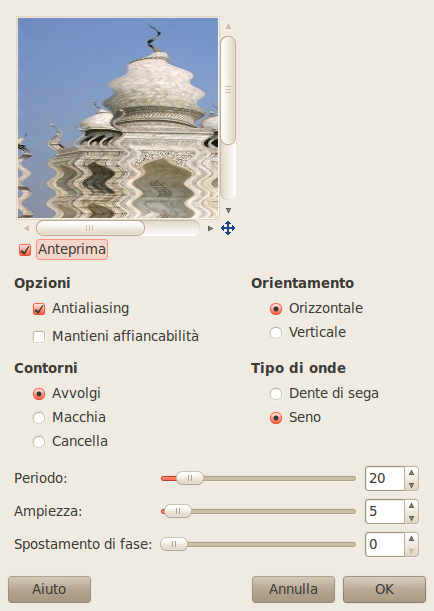 Anteprima
Opzioni
Antialiasing
Mantieni affiancabilità
Orientamento
Orizzontale
Verticale
Contorni
Avvolgi
Macchia
Cancella
Tipo di onde
Dente di sega
Seno
Periodo: 20
Ampiezza: 5
Spostamento di fase: 0
Aiuto Annulla OK